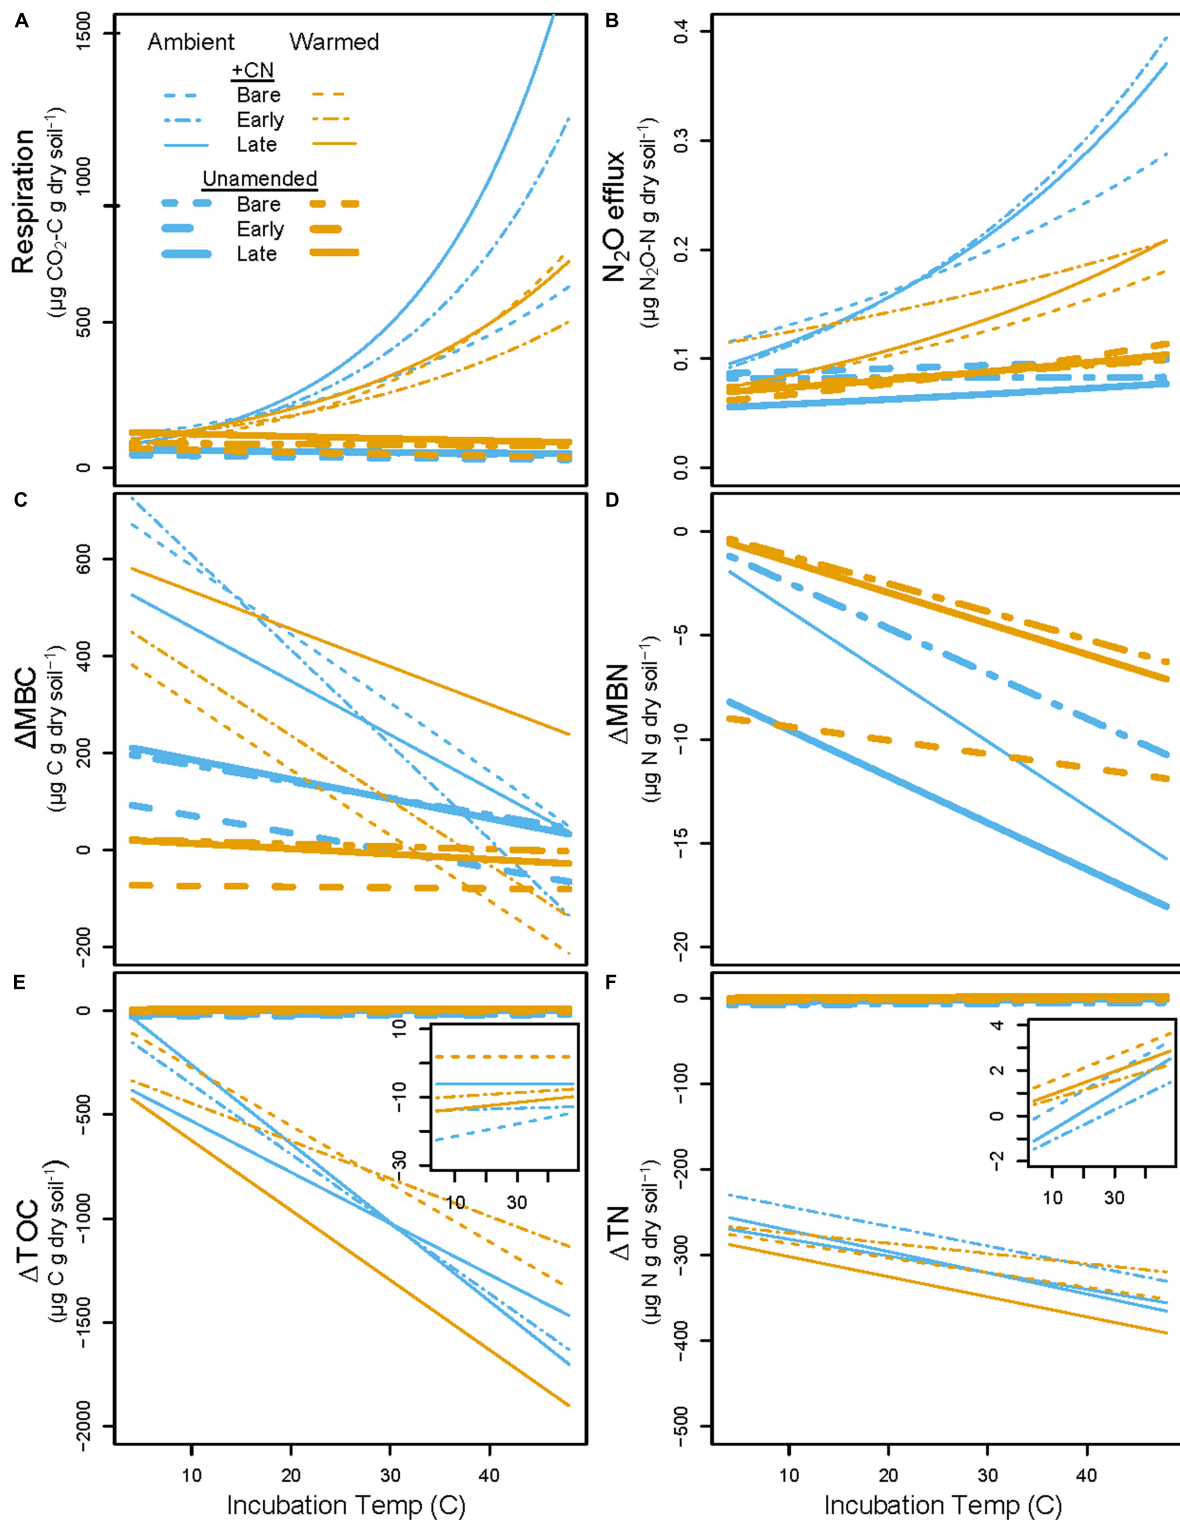 A
Respiration
(µg CO₂-C g dry soil⁻¹)
0
500
1000
1500
Ambient Warmed
+CN
Bare
Early
Late
Unamended
Bare
Early
Late
B
N₂O efflux
(µg N₂O-N g dry soil⁻¹)
0.0
0.1
0.2
0.3
0.4
C
ΔMBC
(µg C g dry soil⁻¹)
−200
0
200
400
600
D
ΔMBN
(µg N g dry soil⁻¹)
−20
−15
−10
−5
0
E
ΔTOC
(µg C g dry soil⁻¹)
−2000
−1500
−1000
−500
0
−30
−10
10
10 30
10 20 30 40
Incubation Temp (C)
F
ΔTN
(µg N g dry soil⁻¹)
−500
−400
−300
−200
−100
0
−2
0
2
4
10 30
10 20 30 40
Incubation Temp (C)